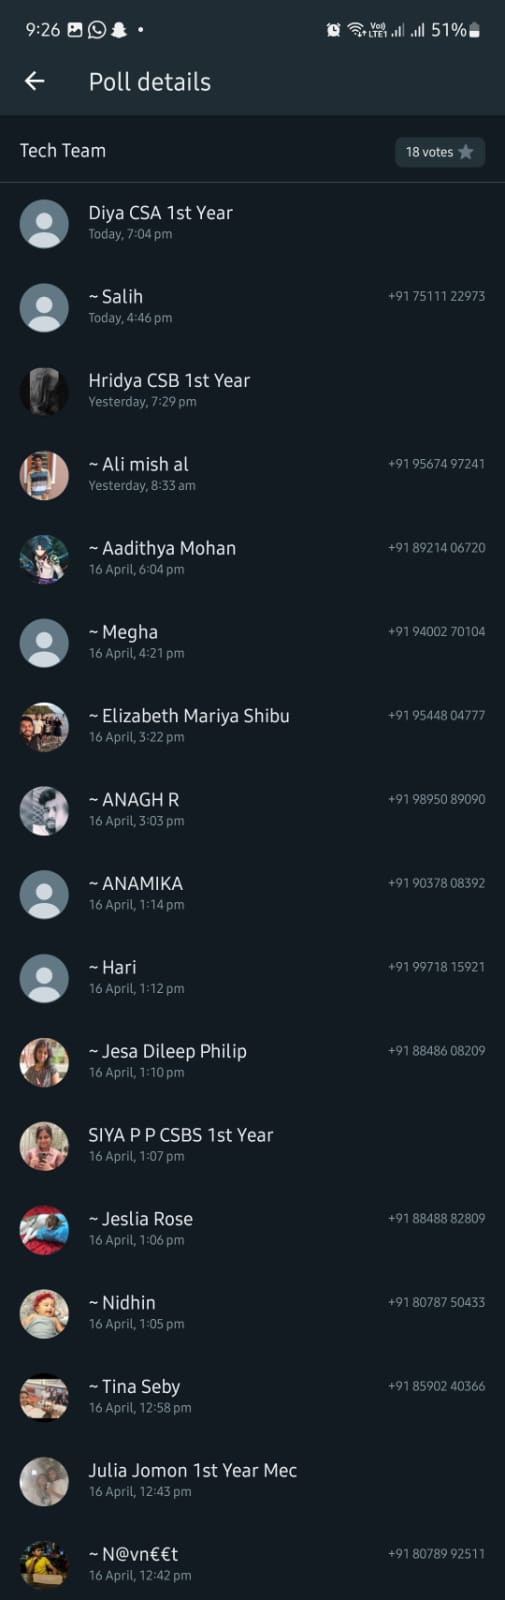 9:26
Vo) LTE1 51%
Poll details
Tech Team
18 votes
Diya CSA 1st Year
Today, 7:04 pm
~ Salih +91 75111 22973
Today, 4:46 pm
Hridya CSB 1st Year
Yesterday, 7:29 pm
~ Ali mish al +91 95674 97241
Yesterday, 8:33 am
~ Aadithya Mohan +91 89214 06720
16 April, 6:04 pm
~ Megha +91 94002 70104
16 April, 4:21 pm
~ Elizabeth Mariya Shibu +91 95448 04777
16 April, 3:22 pm
~ ANAGH R +91 98950 89090
16 April, 3:03 pm
~ ANAMIKA +91 90378 08392
16 April, 1:14 pm
~ Hari +91 99718 15921
16 April, 1:12 pm
~ Jesa Dileep Philip +91 88486 08209
16 April, 1:10 pm
SIYA P P CSBS 1st Year
16 April, 1:07 pm
~ Jeslia Rose +91 88488 82809
16 April, 1:06 pm
~ Nidhin +91 80787 50433
16 April, 1:05 pm
~ Tina Seby +91 85902 40366
16 April, 12:58 pm
Julia Jomon 1st Year Mec
16 April, 12:43 pm
~ N@vn€€t +91 80789 92511
16 April, 12:42 pm